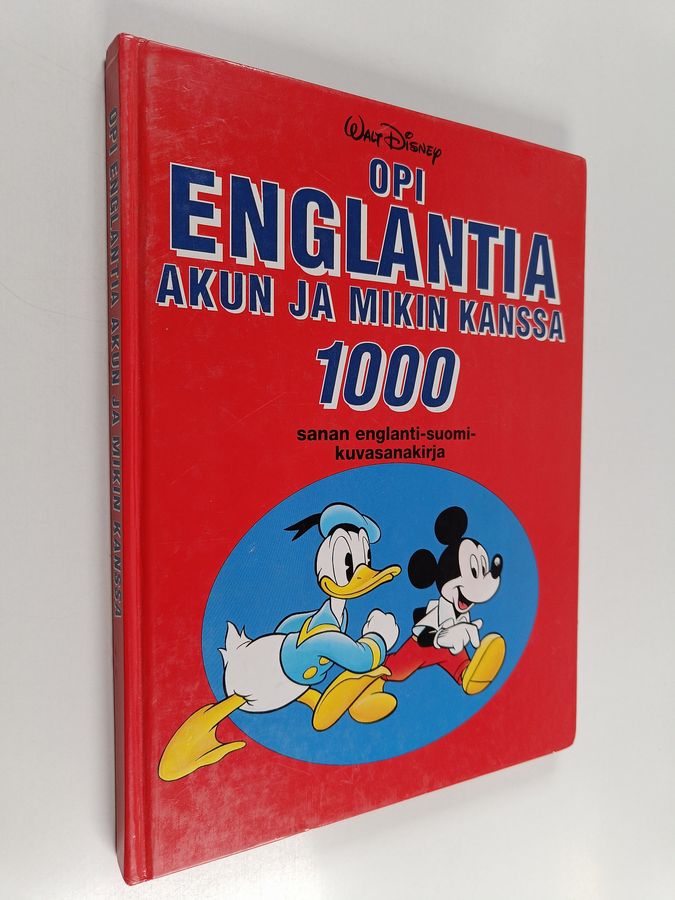 WALT DISNEY
OPI
ENGLANTIA
AKUN JA MIKIN KANSSA
1000
sanan englanti-suomi-
kuvasanakirja
OPI ENGLANTIA AKUN JA MIKIN KANSSA